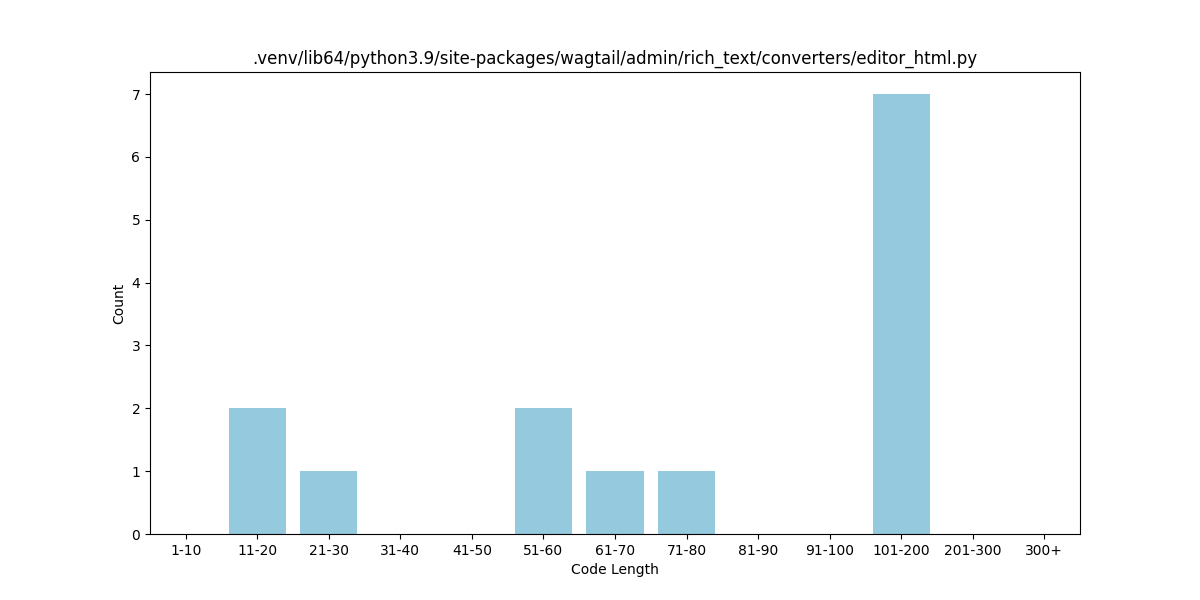 .venv/lib64/python3.9/site-packages/wagtail/admin/rich_text/converters/editor_html.py
7
6
5
4
3
2
1
0
Count
1-10 11-20 21-30 31-40 41-50 51-60 61-70 71-80 81-90 91-100 101-200 201-300 300+
Code Length